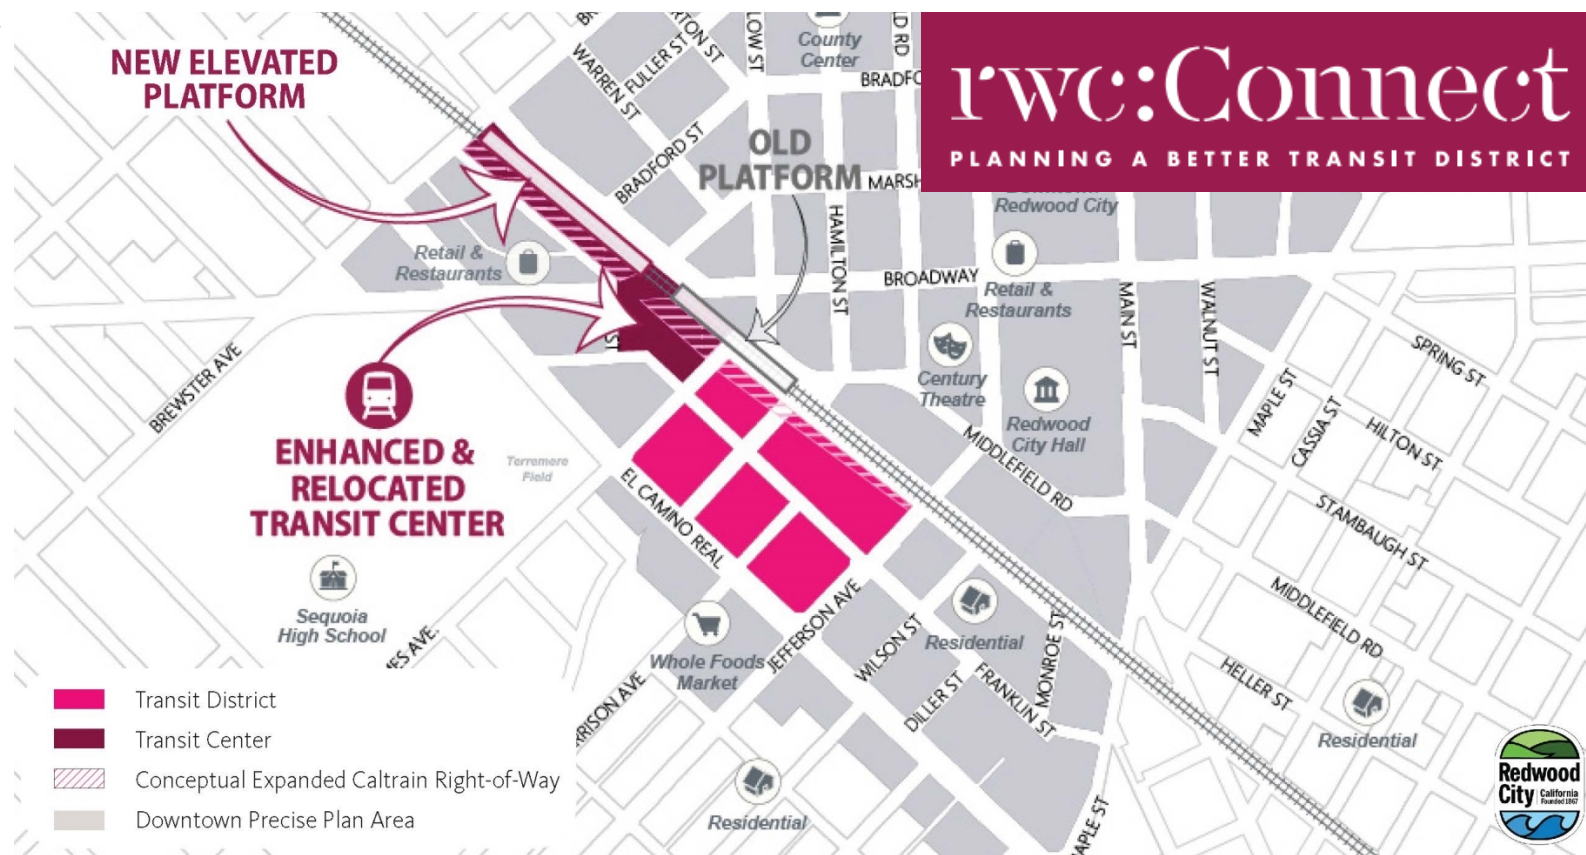 NEW ELEVATED
PLATFORM
OLD
PLATFORM
rwc:Connect
PLANNING A BETTER TRANSIT DISTRICT
County
Center
WARREN ST
FULLER ST
BRADFORD ST
HAMILTON ST
BROADWAY
Redwood City
Retail &
Restaurants
Retail &
Restaurants
MAIN ST
WALNUT ST
Century
Theatre
Redwood
City Hall
MIDDLEFIELD RD
MAPLE ST
CASSIA ST
SPRING ST
HILTON ST
STAMBAUGH ST
MIDDLEFIELD RD
HELLER ST
BREWSTER AVE
ENHANCED &
RELOCATED
TRANSIT CENTER
Terremere
Field
EL CAMINO REAL
Sequoia
High School
Whole Foods
Market
JEFFERSON AVE
WILSON ST
DILLER ST
FRANKLIN ST
MONROE ST
Residential
Residential
Residential
Transit District
Transit Center
Conceptual Expanded Caltrain Right-of-Way
Downtown Precise Plan Area
Redwood
City California
Founded 1867